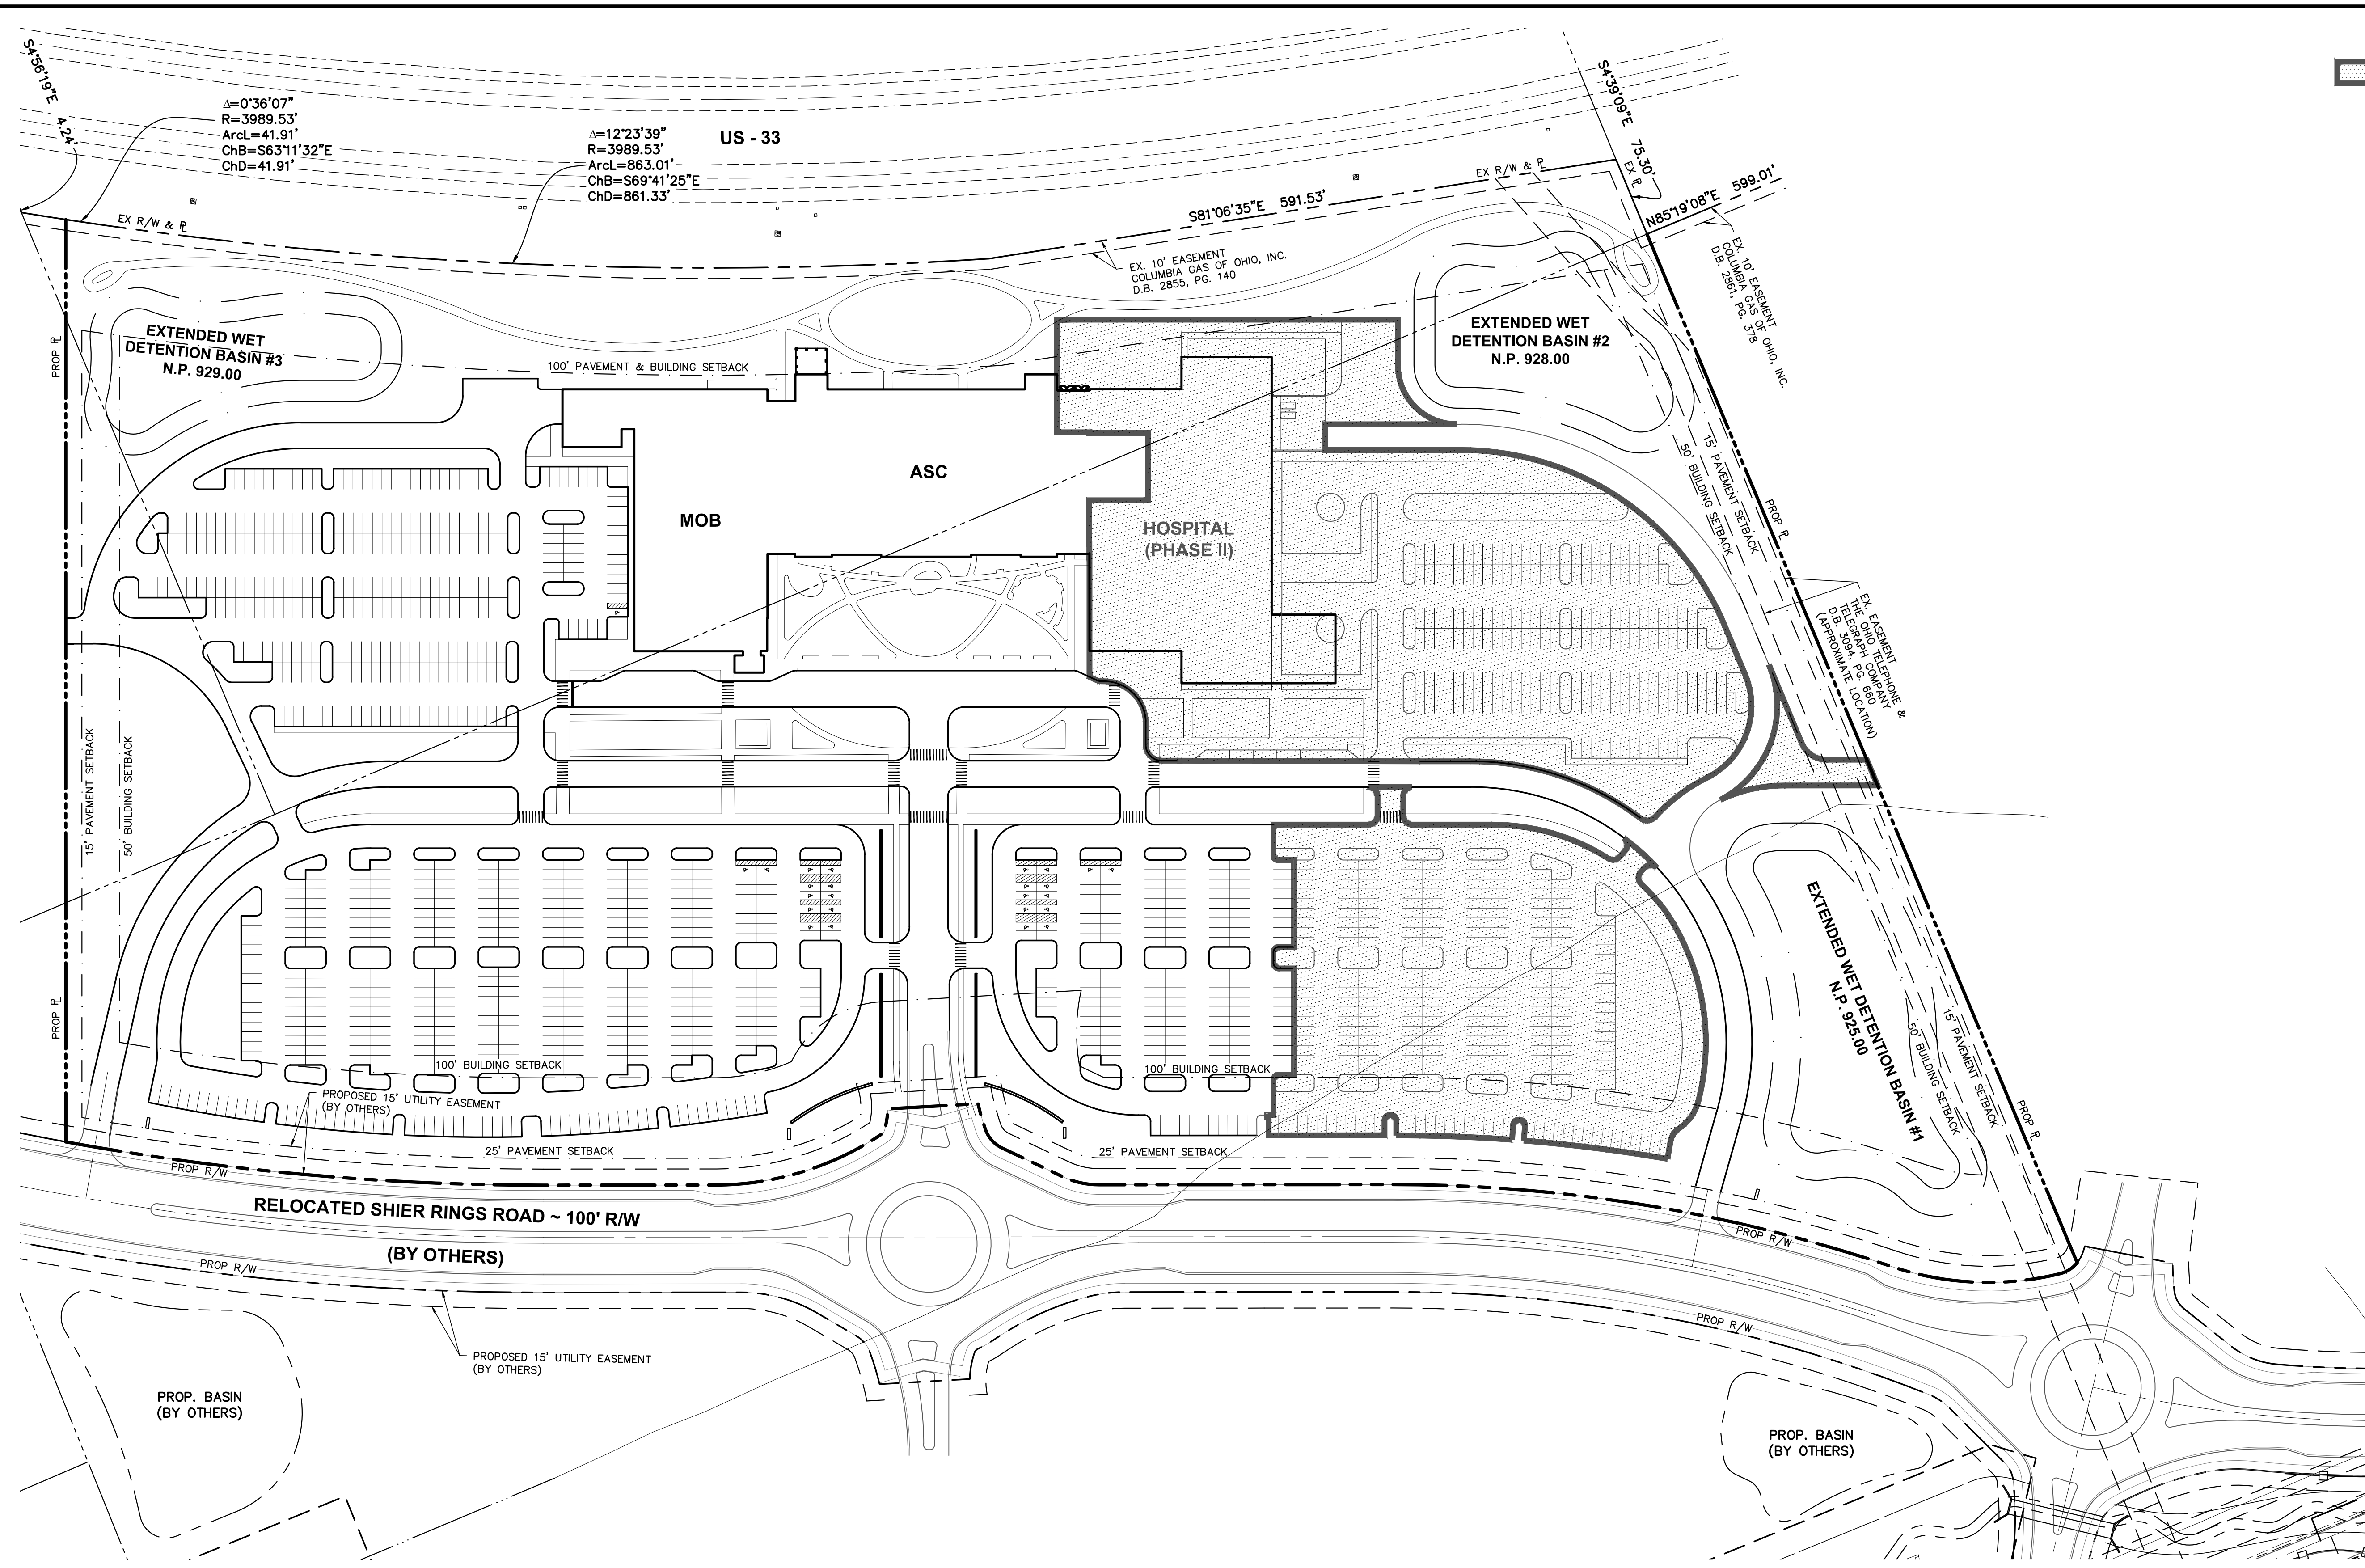 S4°56'19"E 4.24'
Δ=0°36'07"
R=3989.53'
ArcL=41.91'
ChB=S63°11'32"E
ChD=41.91'
Δ=12°23'39"
R=3989.53'
ArcL=863.01'
ChB=S69°41'25"E
ChD=861.33'
US - 33
S4°39'09"E 75.30'
EX PL
EX R/W & PL
N85°19'08"E 599.01'
S81°06'35"E 591.53'
EX R/W & PL
EX. 10' EASEMENT
COLUMBIA GAS OF OHIO, INC.
D.B. 2855, PG. 140
EX. 10' EASEMENT
COLUMBIA GAS OF OHIO, INC.
D.B. 2861, PG. 378
EXTENDED WET
DETENTION BASIN #3
N.P. 929.00
PROP PL
100' PAVEMENT & BUILDING SETBACK
EXTENDED WET
DETENTION BASIN #2
N.P. 928.00
ASC
MOB
HOSPITAL
(PHASE II)
50' BUILDING SETBACK
15' PAVEMENT SETBACK
PROP PL
EX. EASEMENT
THE OHIO TELEPHONE &
TELEGRAPH COMPANY
D.B. 3094, PG. 660
(APPROXIMATE LOCATION)
15' PAVEMENT SETBACK
50' BUILDING SETBACK
PROP PL
EXTENDED WET DETENTION BASIN #1
N.P. 925.00
50' BUILDING SETBACK
15' PAVEMENT SETBACK
PROP PL
100' BUILDING SETBACK
100' BUILDING SETBACK
PROPOSED 15' UTILITY EASEMENT
(BY OTHERS)
25' PAVEMENT SETBACK
25' PAVEMENT SETBACK
PROP R/W
RELOCATED SHIER RINGS ROAD ~ 100' R/W
(BY OTHERS)
PROP R/W
PROP R/W
PROP R/W
PROPOSED 15' UTILITY EASEMENT
(BY OTHERS)
PROP. BASIN
(BY OTHERS)
PROP. BASIN
(BY OTHERS)